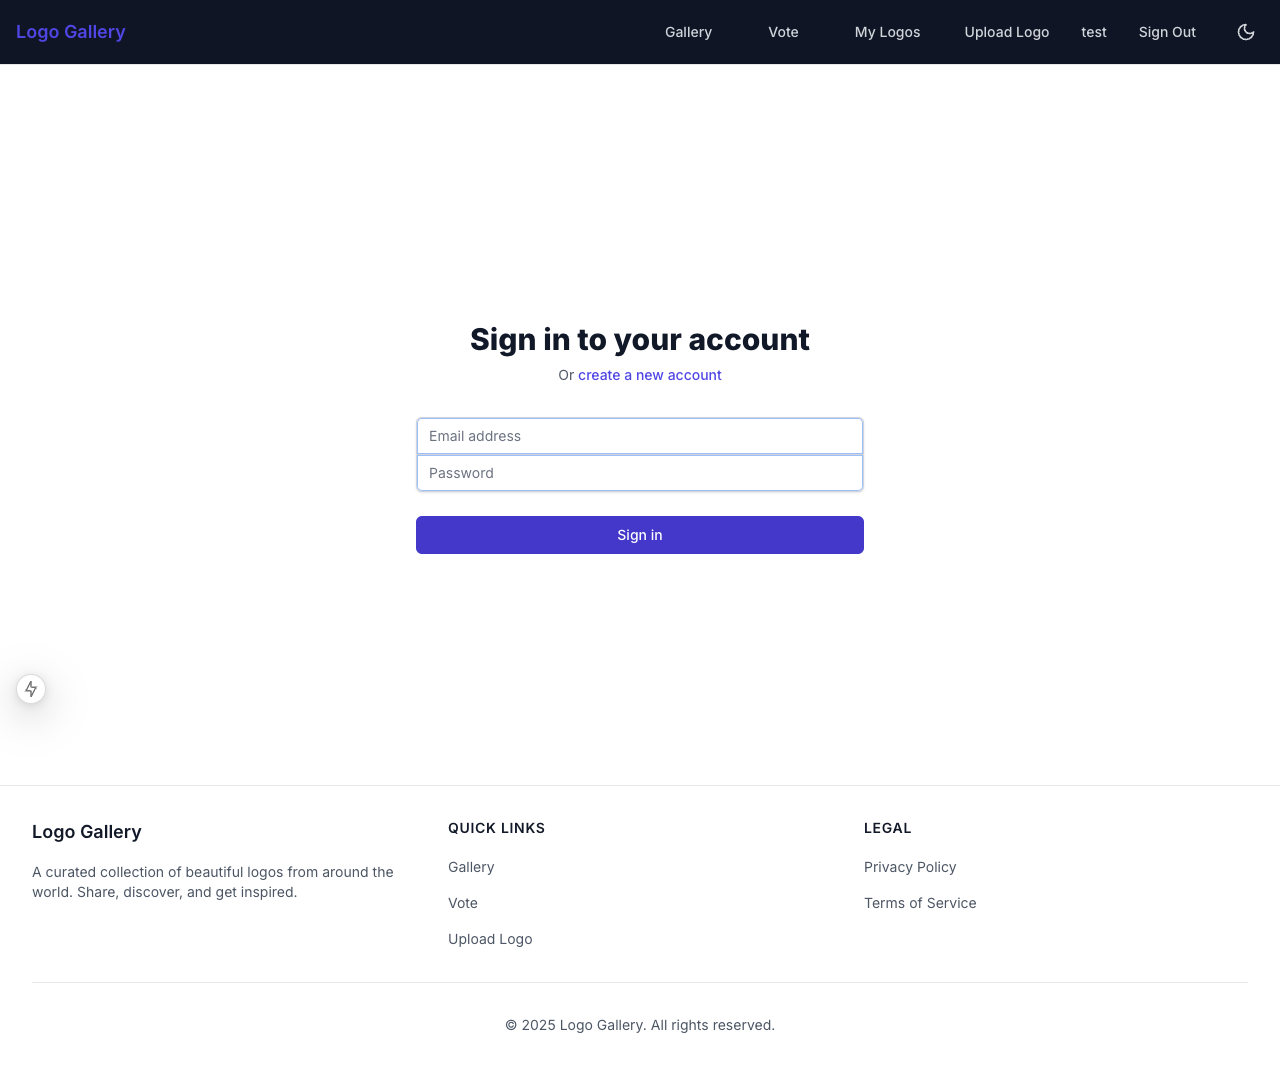 Logo Gallery
Gallery
Vote
My Logos
Upload Logo
test
Sign Out
Sign in to your account
Or create a new account
Email address
Password
Sign in
Logo Gallery
A curated collection of beautiful logos from around the
world. Share, discover, and get inspired.
QUICK LINKS
Gallery
Vote
Upload Logo
LEGAL
Privacy Policy
Terms of Service
© 2025 Logo Gallery. All rights reserved.